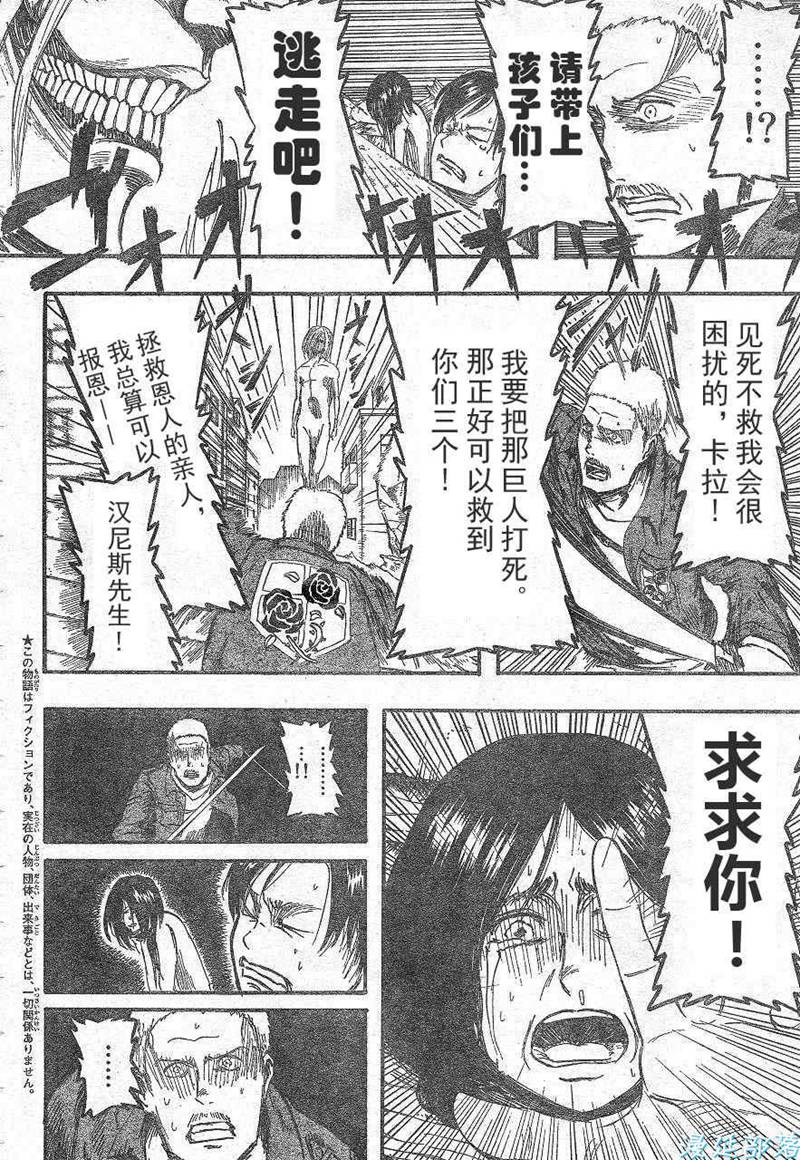 ……!?
请带上
孩子们…
逃走吧！
见死不救我会很
困扰的，卡拉！
我要把那巨人打死。
那正好可以救到
你们三个！
拯救恩人的亲人，
我总算可以
报恩——
汉尼斯先生！
求求你！
………
…!!
……
★この物語はフィクションであり、実在の人物、団体、出来事などとは、一切関係ありません。